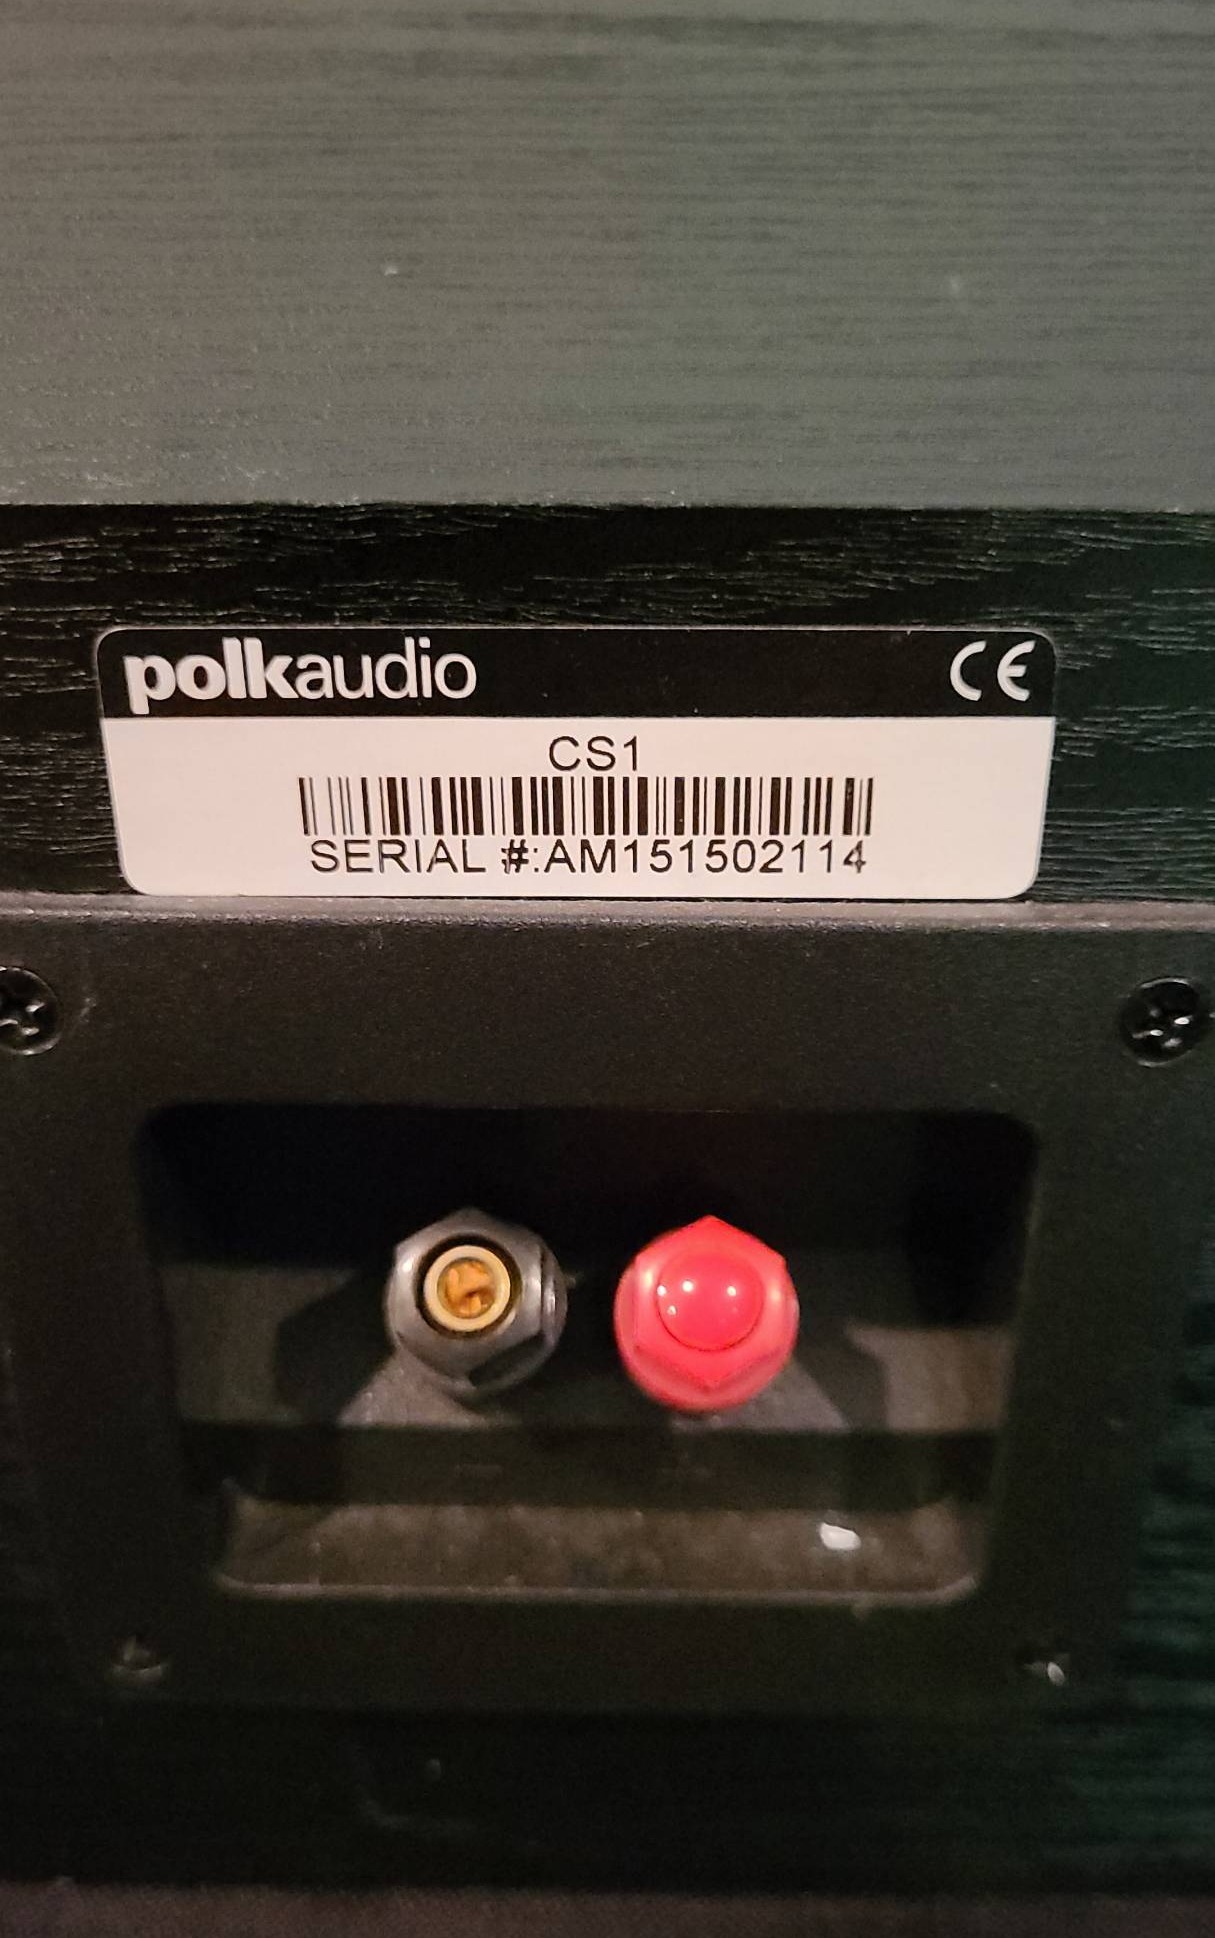 polkaudio CE
CS1
SERIAL #:AM151502114